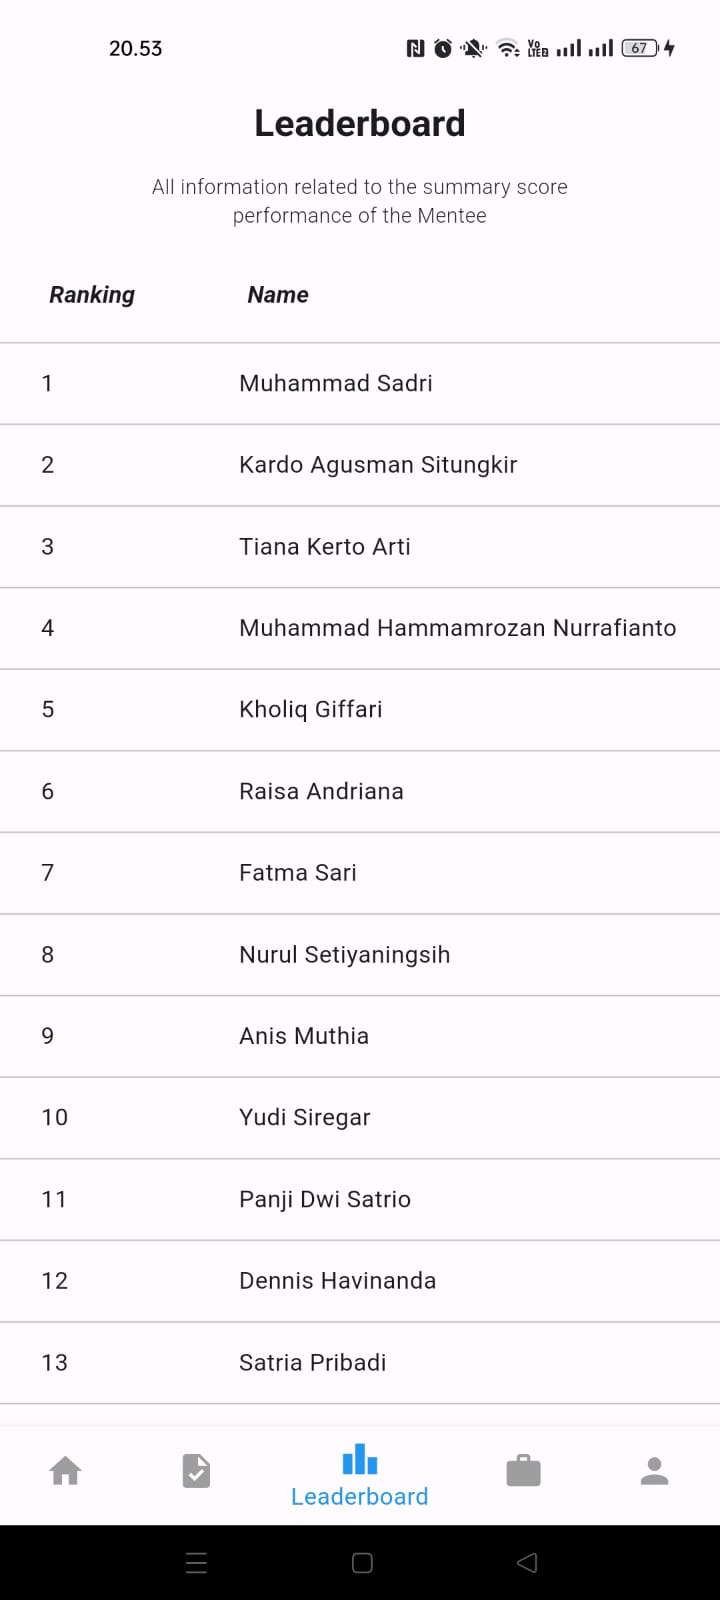 20.53
Vo
LTE2
67
Leaderboard
All information related to the summary score
performance of the Mentee
Ranking Name
1 Muhammad Sadri
2 Kardo Agusman Situngkir
3 Tiana Kerto Arti
4 Muhammad Hammamrozan Nurrafianto
5 Kholiq Giffari
6 Raisa Andriana
7 Fatma Sari
8 Nurul Setiyaningsih
9 Anis Muthia
10 Yudi Siregar
11 Panji Dwi Satrio
12 Dennis Havinanda
13 Satria Pribadi
Leaderboard